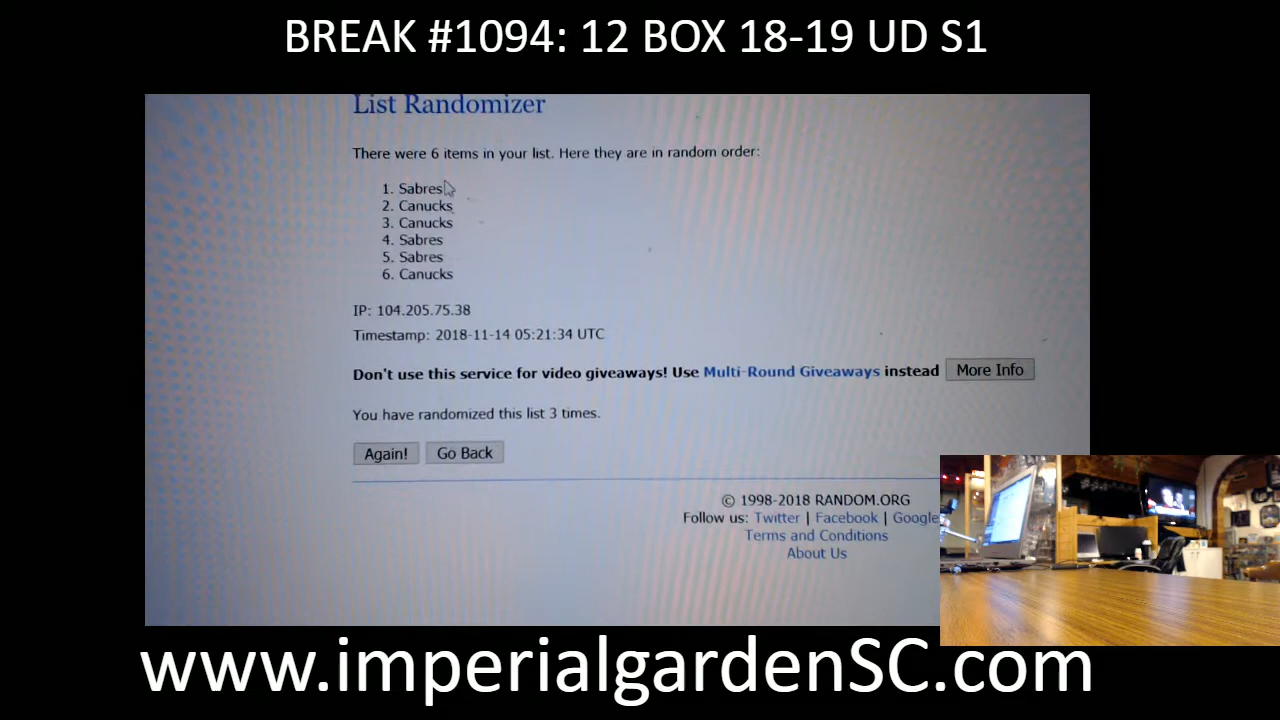 BREAK #1094: 12 BOX 18-19 UD S1
List Randomizer
There were 6 items in your list. Here they are in random order:
1. Sabres
2. Canucks
3. Canucks
4. Sabres
5. Sabres
6. Canucks
IP: 104.205.75.38
Timestamp: 2018-11-14 05:21:34 UTC
Don't use this service for video giveaways! Use Multi-Round Giveaways instead More Info
You have randomized this list 3 times.
Again! Go Back
© 1998-2018 RANDOM.ORG
Follow us: Twitter | Facebook | Google
Terms and Conditions
About Us
www.imperialgardenSC.com